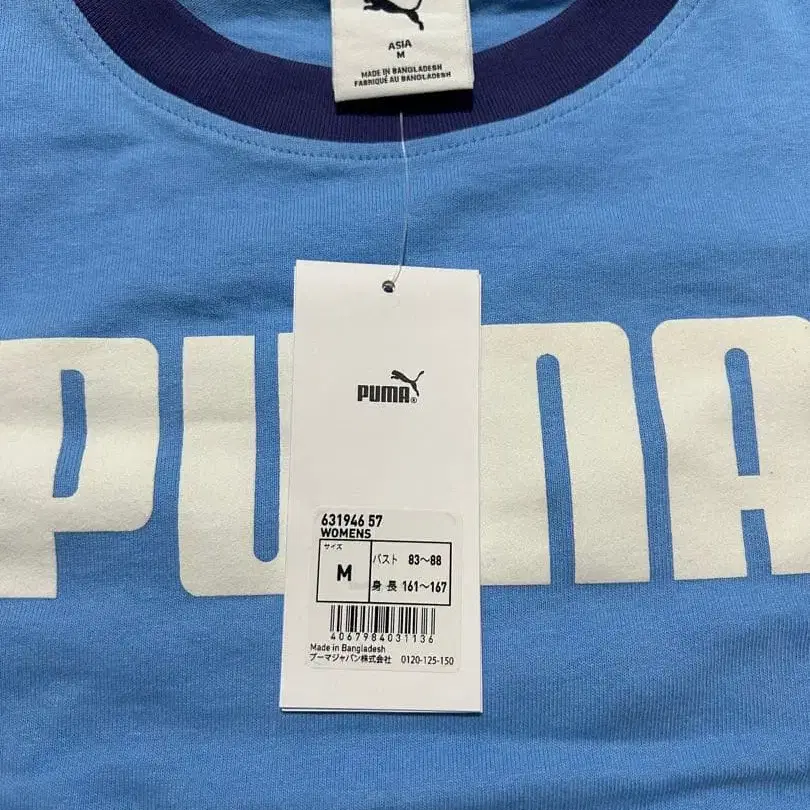 ASIA
M
MADE IN BANGLADESH
FABRIQUÉ AU BANGLADESH
PUMA
PUMA®
631946 57
WOMENS
サイズ
M
バスト 83～88
身長 161～167
4067984031136
Made in Bangladesh
プーマジャパン株式会社 0120-125-150